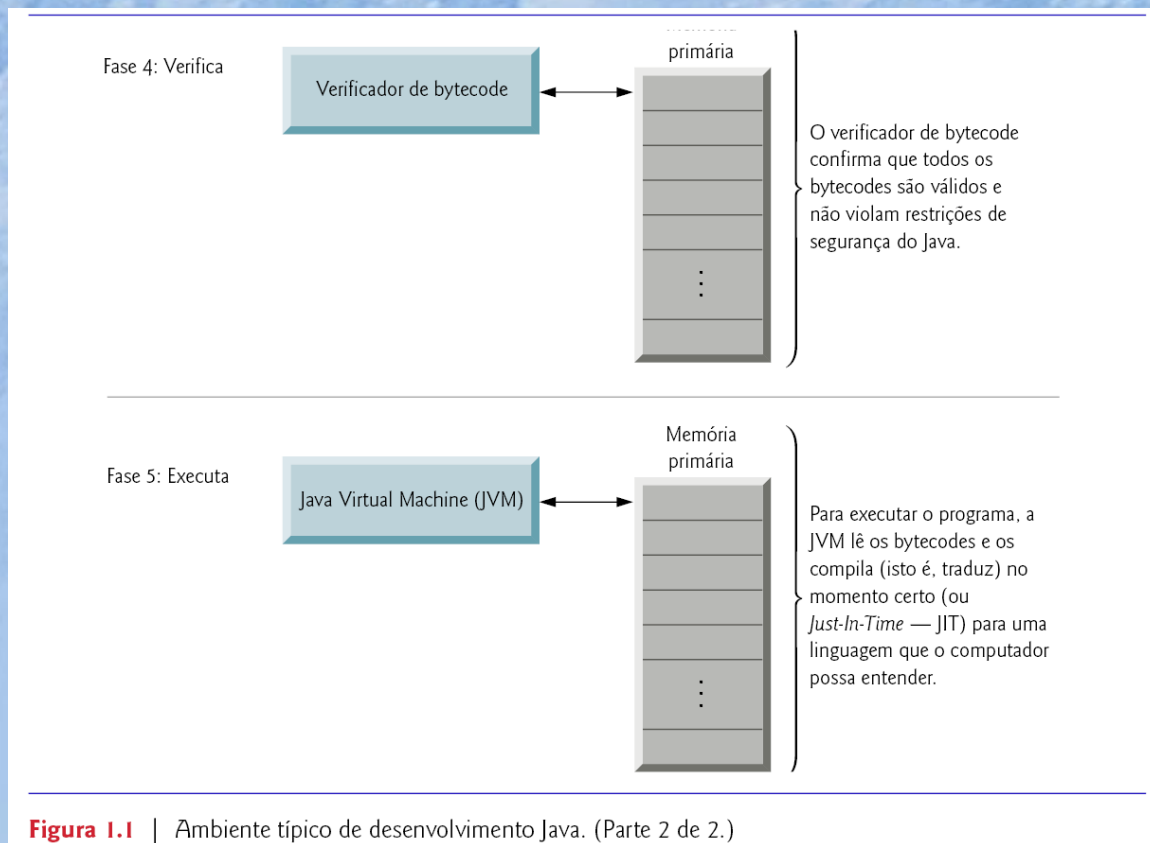 Fase 4: Verifica
Verificador de bytecode
primária
O verificador de bytecode
confirma que todos os
bytecodes são válidos e
não violam restrições de
segurança do Java.
Fase 5: Executa
Java Virtual Machine (JVM)
Memória
primária
Para executar o programa, a
JVM lê os bytecodes e os
compila (isto é, traduz) no
momento certo (ou
Just-In-Time — JIT) para uma
linguagem que o computador
possa entender.
Figura 1.1 | Ambiente típico de desenvolvimento Java. (Parte 2 de 2.)